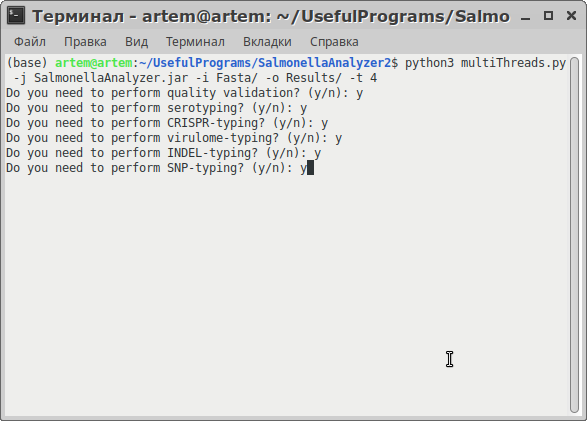 Терминал - artem@artem: ~/UsefulPrograms/Salmo
Файл Правка Вид Терминал Вкладки Справка
(base) artem@artem:~/UsefulPrograms/SalmonellaAnalyzer2$ python3 multiThreads.py
-j SalmonellaAnalyzer.jar -i Fasta/ -o Results/ -t 4
Do you need to perform quality validation? (y/n): y
Do you need to perform serotyping? (y/n): y
Do you need to perform CRISPR-typing? (y/n): y
Do you need to perform virulome-typing? (y/n): y
Do you need to perform INDEL-typing? (y/n): y
Do you need to perform SNP-typing? (y/n): y